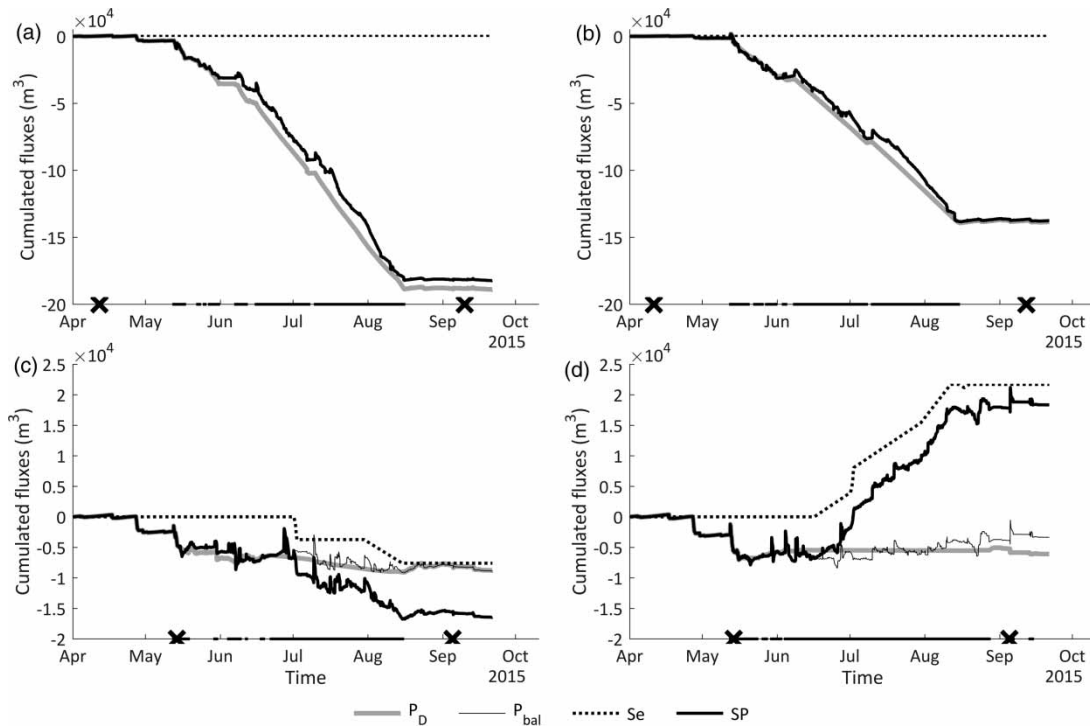 (a)
×10⁴
Cumulated fluxes (m³)
0
-5
-10
-15
-20
Apr May Jun Jul Aug Sep Oct
2015
(b)
×10⁴
Cumulated fluxes (m³)
0
-5
-10
-15
-20
Apr May Jun Jul Aug Sep Oct
2015
(c)
×10⁴
Cumulated fluxes (m³)
2.5
2
1.5
1
0.5
0
-0.5
-1
-1.5
-2
Apr May Jun Jul Aug Sep Oct
Time 2015
(d)
×10⁴
Cumulated fluxes (m³)
2.5
2
1.5
1
0.5
0
-0.5
-1
-1.5
-2
Apr May Jun Jul Aug Sep Oct
Time 2015
P_D P_bal Se SP